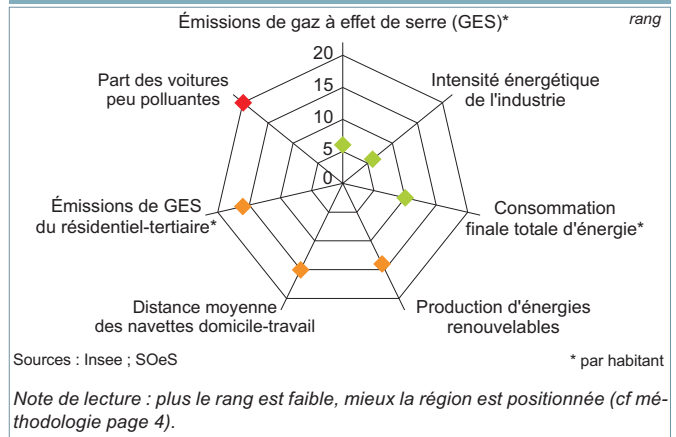 Émissions de gaz à effet de serre (GES)*
rang
20
15
10
5
0
Part des voitures
peu polluantes
Intensité énergétique
de l'industrie
Émissions de GES
du résidentiel-tertiaire*
Consommation
finale totale d'énergie*
Distance moyenne
des navettes domicile-travail
Production d'énergies
renouvelables
Sources : Insee ; SOeS
* par habitant
Note de lecture : plus le rang est faible, mieux la région est positionnée (cf mé-
thodologie page 4).